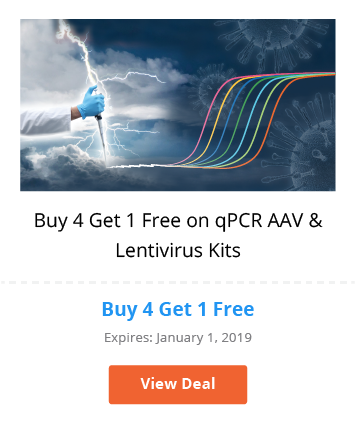 Buy 4 Get 1 Free on qPCR AAV &
Lentivirus Kits
Buy 4 Get 1 Free
Expires: January 1, 2019
View Deal